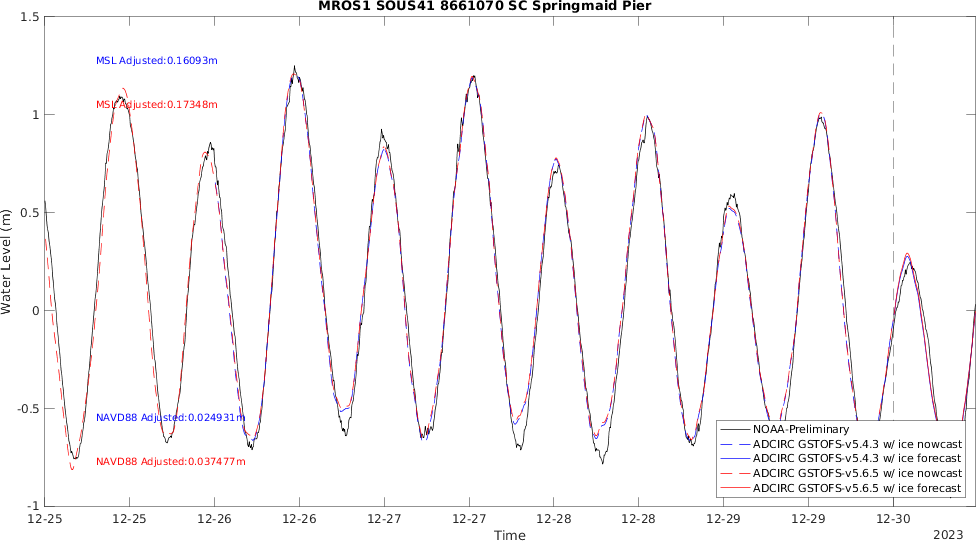 MROS1 SOUS41 8661070 SC Springmaid Pier
1.5
1
0.5
0
-0.5
-1
Water Level (m)
MSL Adjusted:0.16093m
MSL Adjusted:0.17348m
NAVD88 Adjusted:0.024931m
NAVD88 Adjusted:0.037477m
NOAA-Preliminary
ADCIRC GSTOFS-v5.4.3 w/ ice nowcast
ADCIRC GSTOFS-v5.4.3 w/ ice forecast
ADCIRC GSTOFS-v5.6.5 w/ ice nowcast
ADCIRC GSTOFS-v5.6.5 w/ ice forecast
12-25 12-25 12-26 12-26 12-27 12-27 12-28 12-28 12-29 12-29 12-30
Time
2023